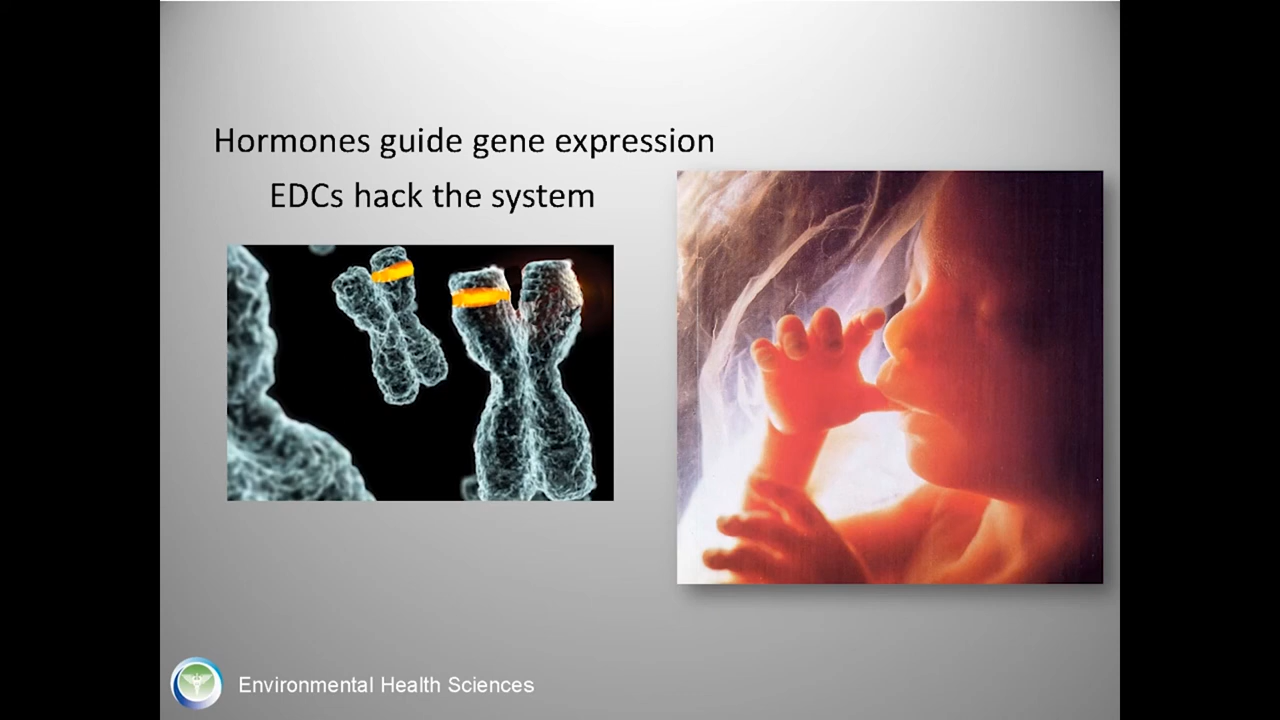 Hormones guide gene expression
EDCs hack the system
Environmental Health Sciences